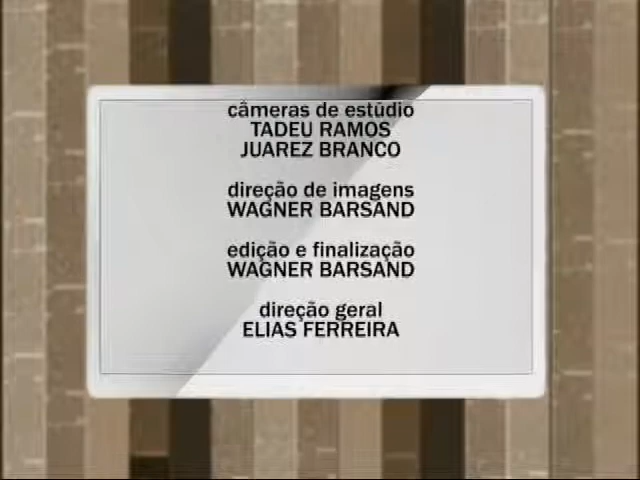 câmeras de estúdio
TADEU RAMOS
JUAREZ BRANCO
direção de imagens
WAGNER BARSAND
edição e finalização
WAGNER BARSAND
direção geral
ELIAS FERREIRA